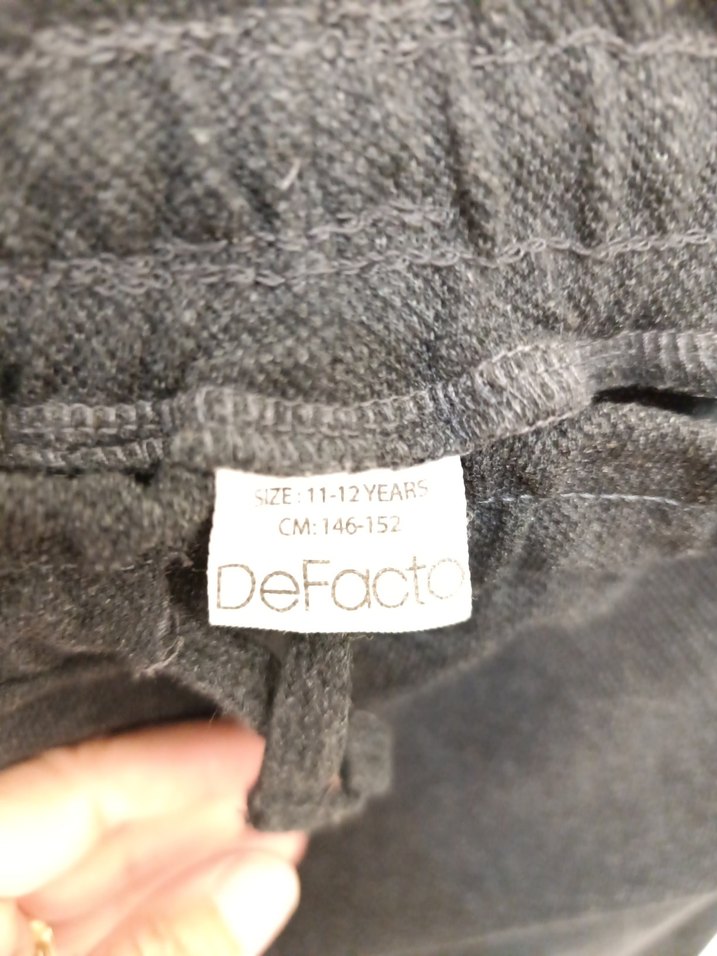 SIZE: 11-12 YEARS
CM: 146-152
DeFacto